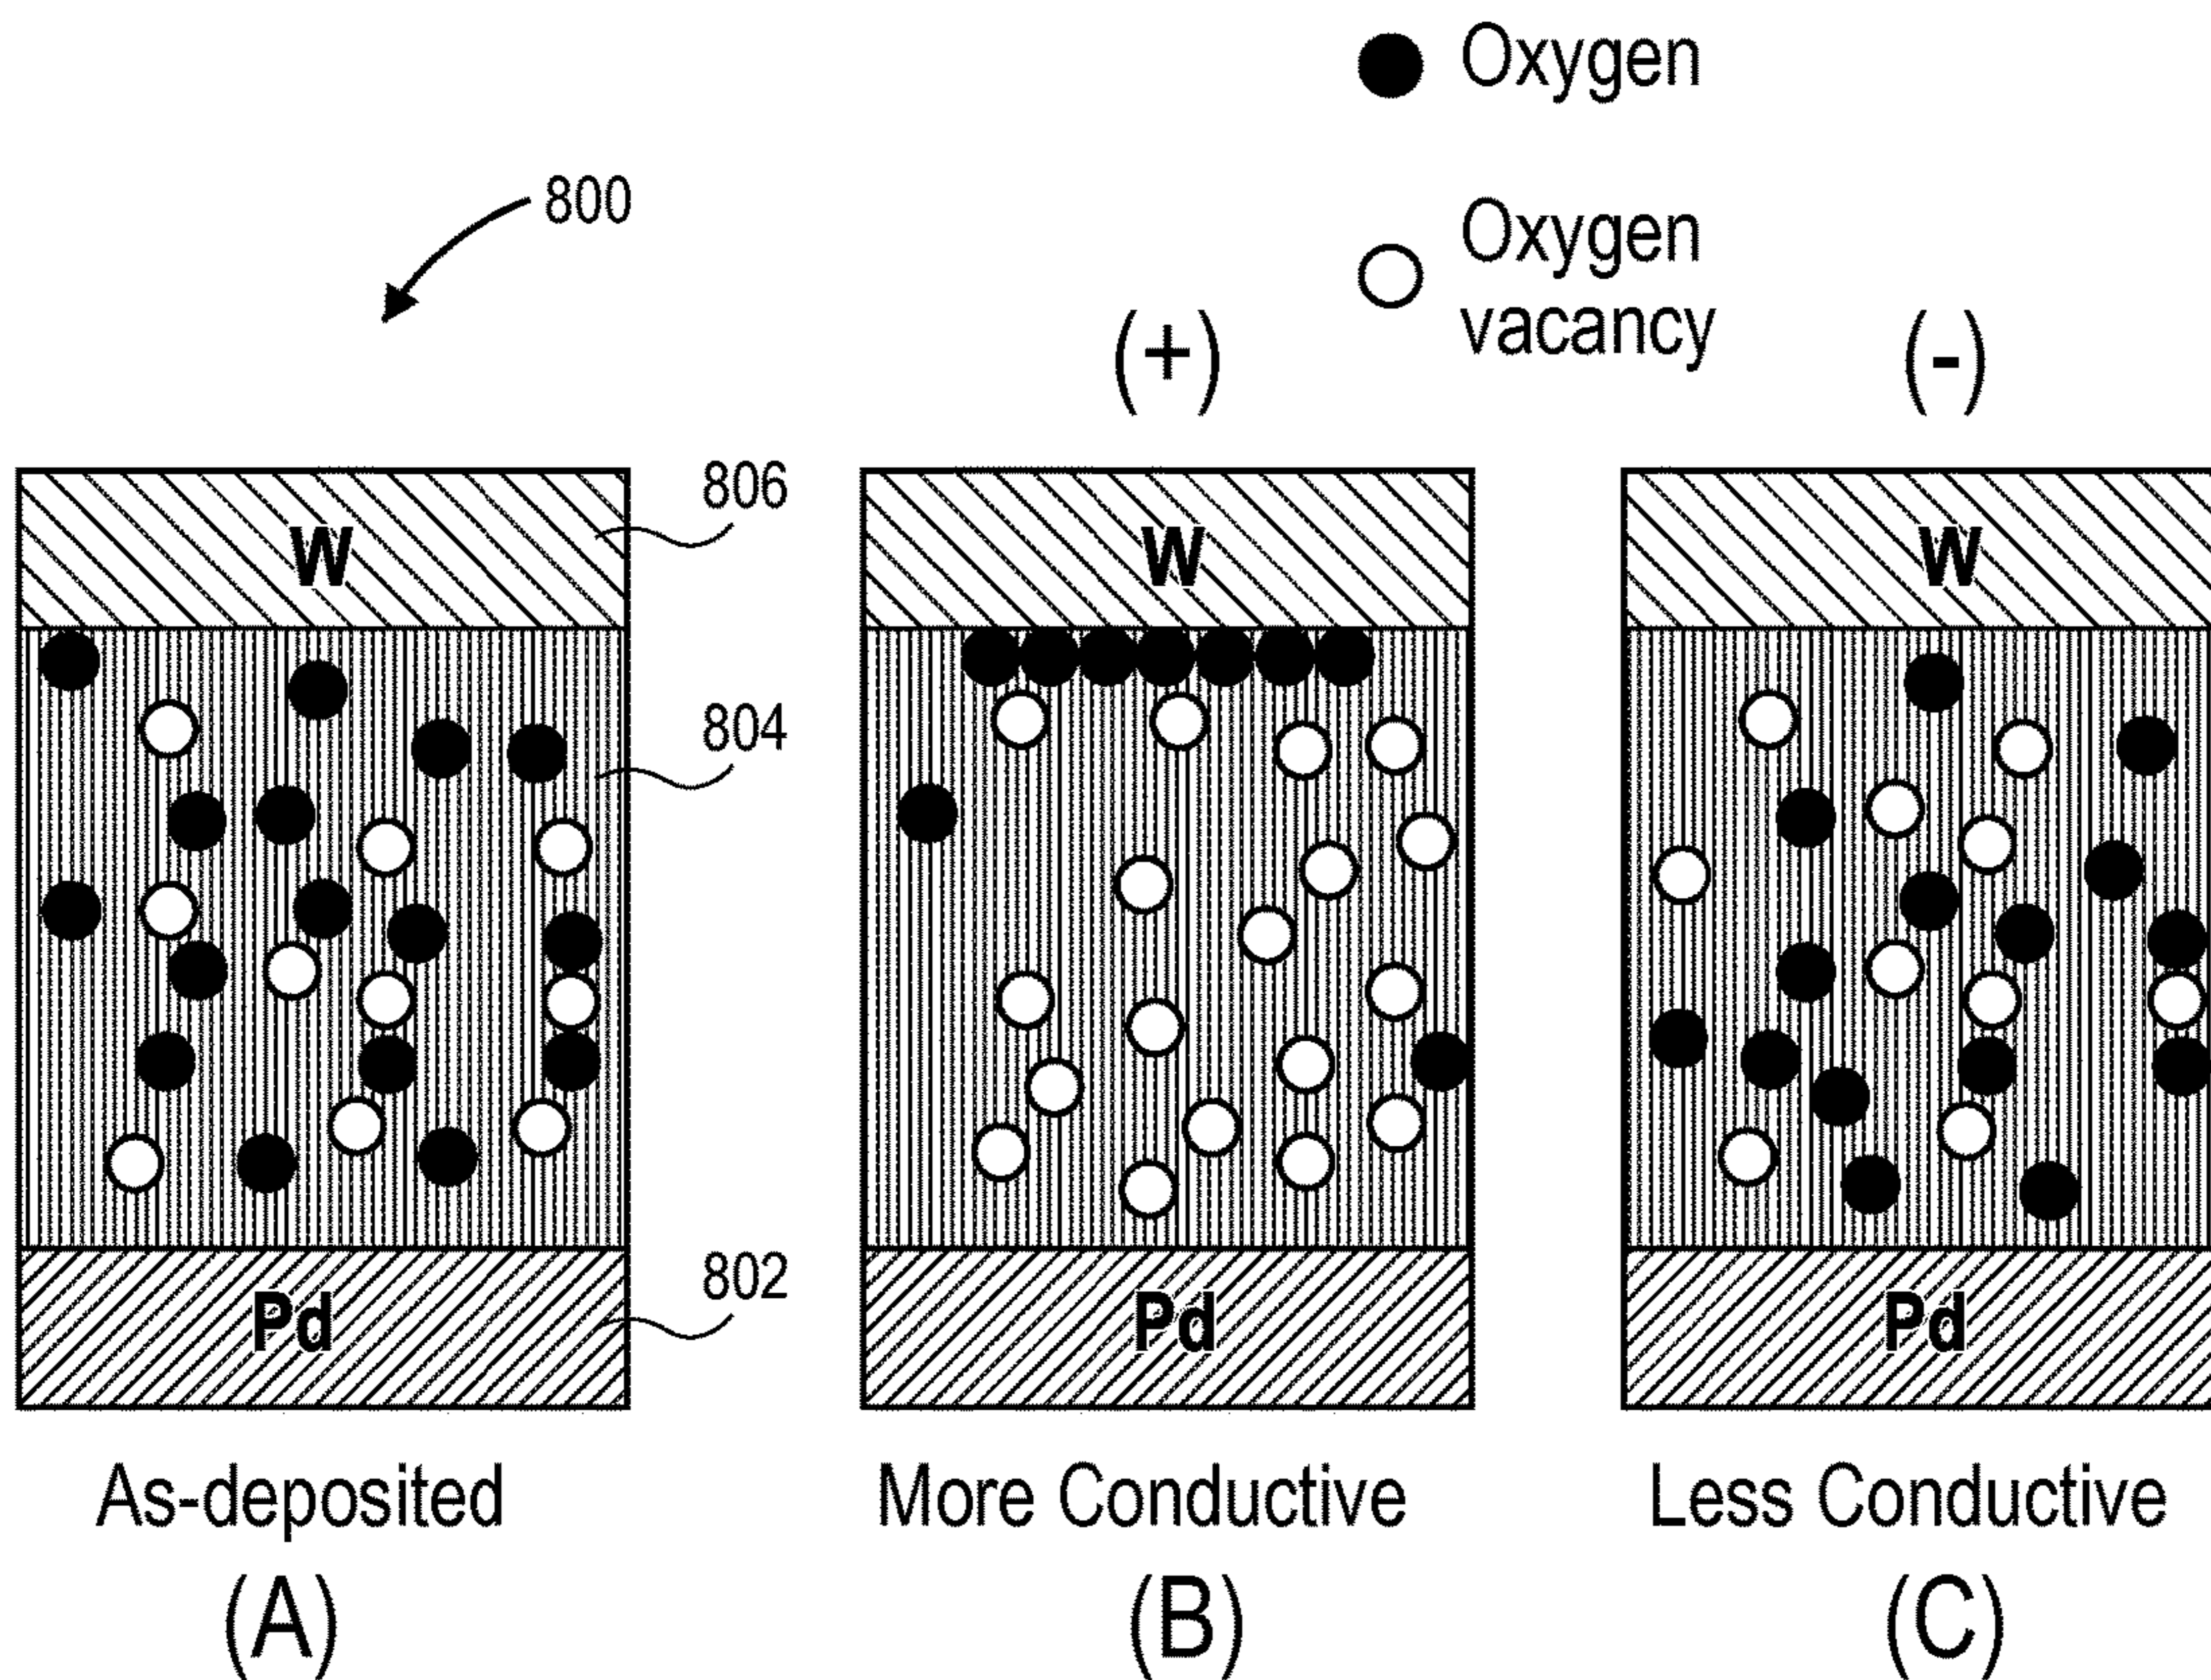 Oxygen
800
Oxygen
vacancy
(+)
(-)
806
W
W
W
804
802
Pd
Pd
Pd
As-deposited
More Conductive
Less Conductive
(A)
(B)
(C)